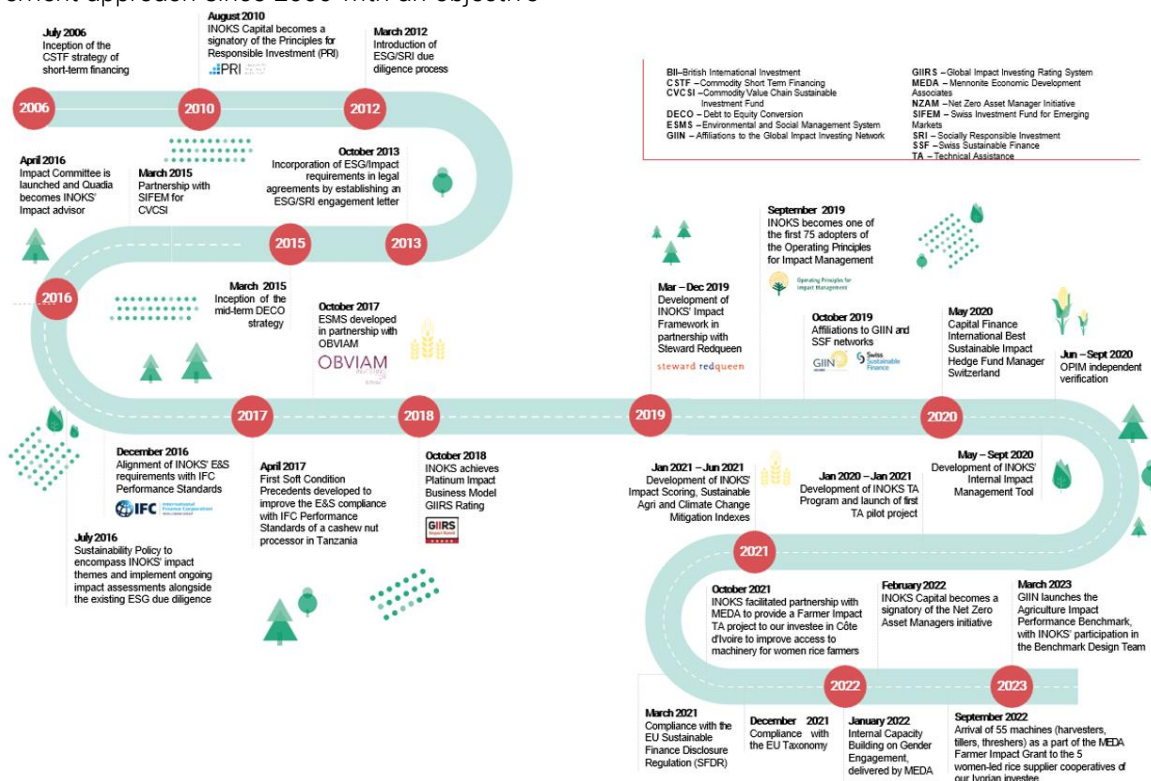 ement approach since 2006 with an objective
July 2006
Inception of the
CSTF strategy of
short-term financing
August 2010
INOKS Capital becomes a
signatory of the Principles for
Responsible Investment (PRI)
PRI
March 2012
Introduction of
ESG/SRI due
diligence process
BII–British International Investment
CSTF –Commodity Short Term Financing
CVCSI –Commodity Value Chain Sustainable
Investment Fund
DECO – Debt to Equity Conversion
ESMS – Environmental and Social Management System
GIIN – Affiliations to the Global Impact Investing Network
GIIRS –Global Impact Investing Rating System
MEDA – Mennonite Economic Development
Associates
NZAM –Net Zero Asset Manager Initiative
SIFEM – Swiss Investment Fund for Emerging
Markets
SRI – Socially Responsible Investment
SSF –Swiss Sustainable Finance
TA – Technical Assistance
2006
2010
2012
April 2016
Impact Committee is
launched and Quadia
becomes INOKS'
Impact advisor
March 2015
Partnership with
SIFEM for
CVCSI
October 2013
Incorporation of ESG/Impact
requirements in legal
agreements by establishing an
ESG/SRI engagement letter
2015
2013
2016
March 2015
Inception of the
mid-term DECO
strategy
October 2017
ESMS developed
in partnership with
OBVIAM
OBVIAM
Mar – Dec 2019
Development of
INOKS' Impact
Framework in
partnership with
Steward Redqueen
steward redqueen
September 2019
INOKS becomes one of
the first 75 adopters of
the Operating Principles
for Impact Management
Operating Principles for
Impact Management
October 2019
Affiliations to GIIN and
SSF networks
GIIN
Swiss
Sustainable
Finance
May 2020
Capital Finance
International Best
Sustainable Impact
Hedge Fund Manager
Switzerland
Jun – Sept 2020
OPIM independent
verification
2017
2018
2019
2020
December 2016
Alignment of INOKS' E&S
requirements with IFC
Performance Standards
IFC
International
Finance Corporation
July 2016
Sustainability Policy to
encompass INOKS' impact
themes and implement ongoing
impact assessments alongside
the existing ESG due diligence
April 2017
First Soft Condition
Precedents developed to
improve the E&S compliance
with IFC Performance
Standards of a cashew nut
processor in Tanzania
October 2018
INOKS achieves
Platinum Impact
Business Model
GIIRS Rating
GIIRS
Jan 2021 – Jun 2021
Development of INOKS'
Impact Scoring, Sustainable
Agri and Climate Change
Mitigation Indexes
Jan 2020 – Jan 2021
Development of INOKS TA
Program and launch of first
TA pilot project
May – Sept 2020
Development of INOKS'
Internal Impact
Management Tool
2021
October 2021
INOKS facilitated partnership with
MEDA to provide a Farmer Impact
TA project to our investee in Côte
d'Ivoire to improve access to
machinery for women rice farmers
February 2022
INOKS Capital becomes a
signatory of the Net Zero
Asset Managers initiative
March 2023
GIIN launches the
Agriculture Impact
Performance Benchmark,
with INOKS' participation in
the Benchmark Design Team
2022
2023
March 2021
Compliance with
the EU Sustainable
Finance Disclosure
Regulation (SFDR)
December 2021
Compliance with
the EU Taxonomy
January 2022
Internal Capacity
Building on Gender
Engagement,
delivered by MEDA
September 2022
Arrival of 55 machines (harvesters,
tillers, threshers) as a part of the MEDA
Farmer Impact Grant to the 5
women-led rice supplier cooperatives of
our Ivorian investee